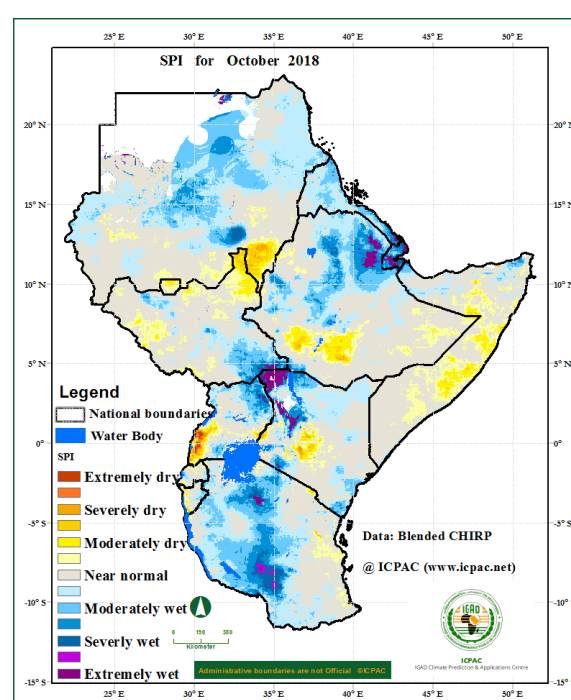 25° E 30° E 35° E 40° E 45° E 50° E
SPI for October 2018
20° N
20° N
15° N
15° N
10° N
10° N
5° N
5° N
0°
0°
-5° S
-5° S
-10° S
-10° S
-15° S
-15° S
Legend
National boundaries
Water Body
SPI
Extremely dry
Severely dry
Moderately dry
Near normal
Moderately wet
Severly wet
Extremely wet
0 150 300
Kilometer
Data: Blended CHIRP
@ ICPAC (www.icpac.net)
IGAD
ICPAC
IGAD Climate Prediction & Applications Centre
Administrative boundaries are not Official ©ICPAC